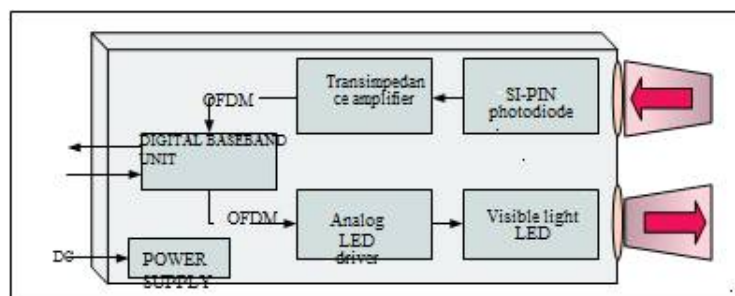 Transimpedan
ce amplifier
SI-PIN
photodiode
OFDM
DIGITAL BASEBAND
UNIT
OFDM
Analog
LED
driver
Visible light
LED
DC
POWER
SUPPLY